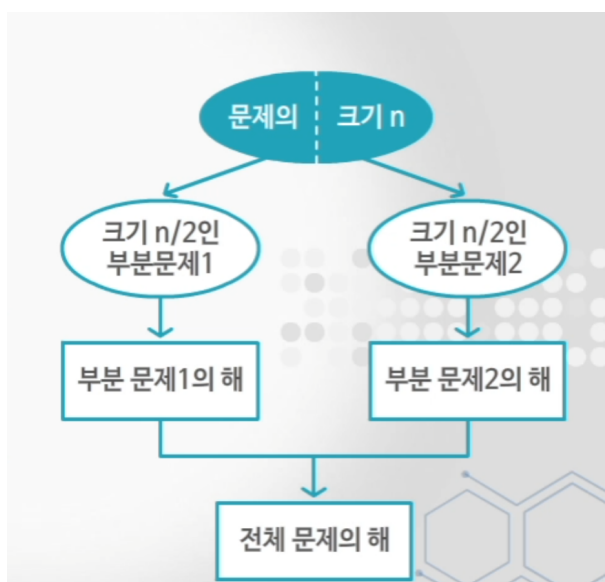 문제의 크기 n
크기 n/2인
부분문제1
크기 n/2인
부분문제2
부분 문제1의 해
부분 문제2의 해
전체 문제의 해